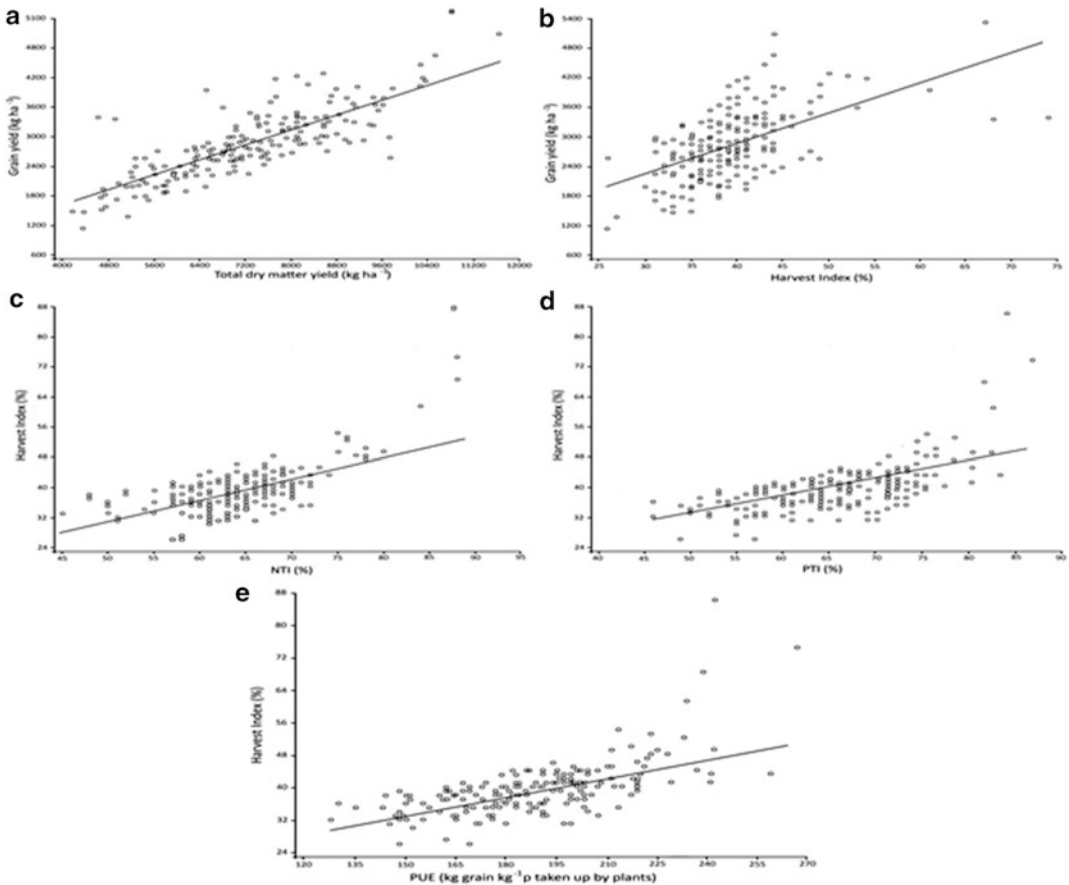 a
5100
4800
4200
3600
3000
2400
1800
1200
600
Grain yield (kg ha⁻¹)
4000 4800 5600 6400 7200 8000 8800 9600 10400 11200 12000
Total dry matter yield (kg ha⁻¹)
b
5400
4800
4200
3600
3000
2400
1800
1200
600
Grain yield (kg ha⁻¹)
25 30 35 40 45 50 55 60 65 70 75
Harvest Index (%)
c
88
80
72
64
56
48
40
32
24
Harvest Index (%)
45 50 55 60 65 70 75 80 85 90 95
NTI (%)
d
88
80
72
64
56
48
40
32
24
Harvest Index (%)
40 45 50 55 60 65 70 75 80 85 90
PTI (%)
e
88
80
72
64
56
48
40
32
24
Harvest Index (%)
120 135 150 165 180 195 210 225 240 255 270
PUE (kg grain kg⁻¹p taken up by plants)